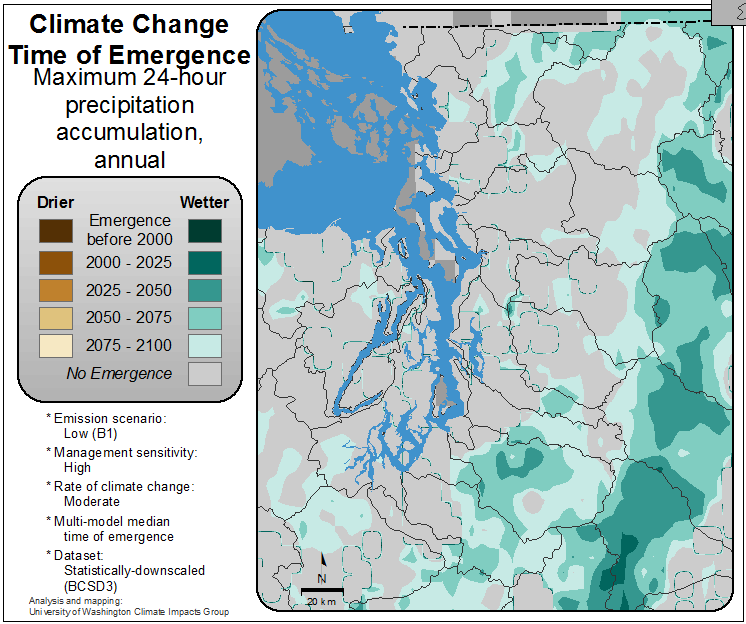 Climate Change
Time of Emergence
Maximum 24-hour
precipitation
accumulation,
annual
Drier Wetter
Emergence
before 2000
2000 - 2025
2025 - 2050
2050 - 2075
2075 - 2100
No Emergence
* Emission scenario:
Low (B1)
* Management sensitivity:
High
* Rate of climate change:
Moderate
* Multi-model median
time of emergence
* Dataset:
Statistically-downscaled
(BCSD3)
Analysis and mapping:
University of Washington Climate Impacts Group
N
20 km